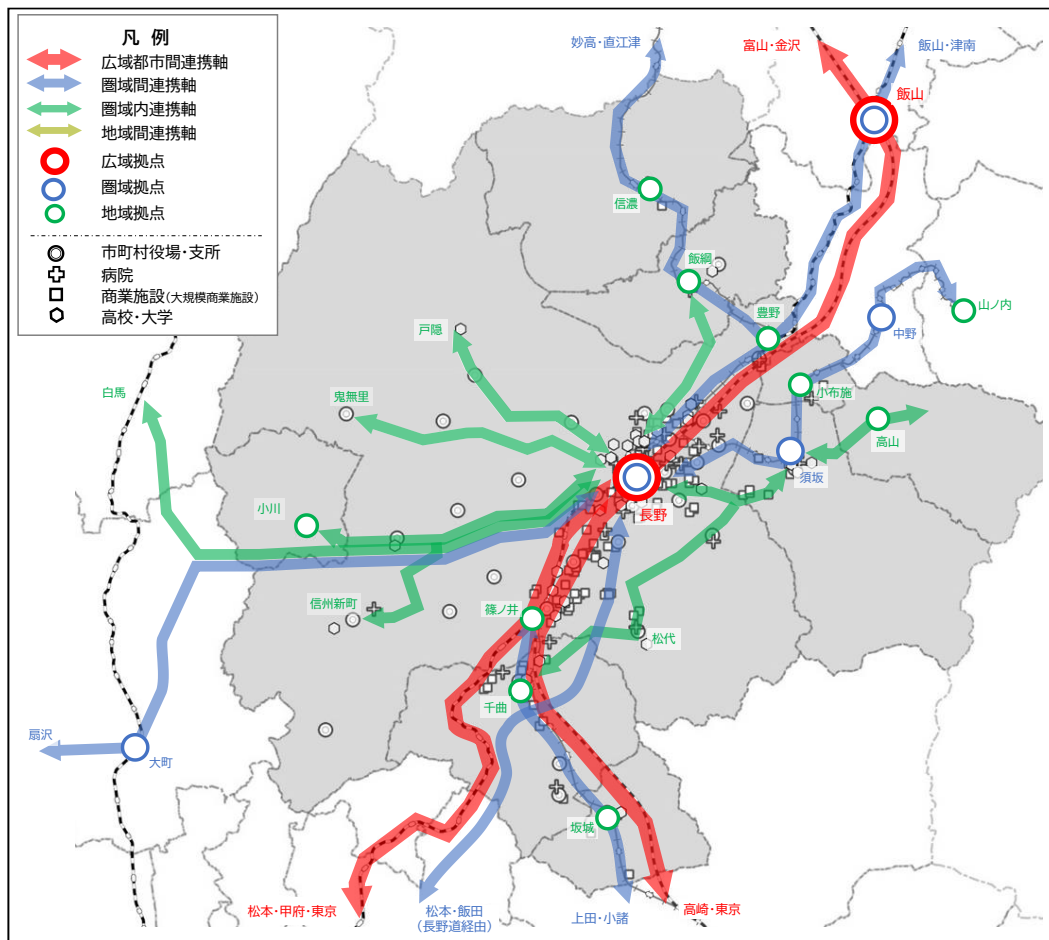 凡 例
広域都市間連携軸
圏域間連携軸
圏域内連携軸
地域間連携軸
広域拠点
圏域拠点
地域拠点
市町村役場・支所
病院
商業施設(大規模商業施設)
高校・大学
妙高・直江津
富山・金沢
飯山・津南
飯山
信濃
飯綱
山ノ内
豊野
中野
戸隠
白馬
鬼無里
小布施
高山
須坂
小川
長野
信州新町
篠ノ井
松代
千曲
扇沢
大町
坂城
松本・甲府・東京
松本・飯田
(長野道経由)
上田・小諸
高崎・東京